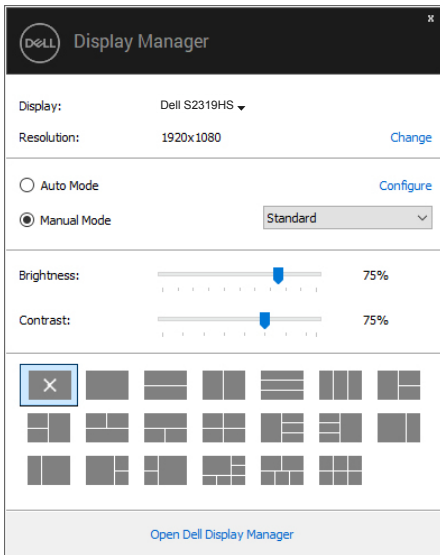 x
DELL Display Manager
Display: Dell S2319HS
Resolution: 1920x1080 Change
Auto Mode Configure
Manual Mode Standard
Brightness: 75%
Contrast: 75%
Open Dell Display Manager